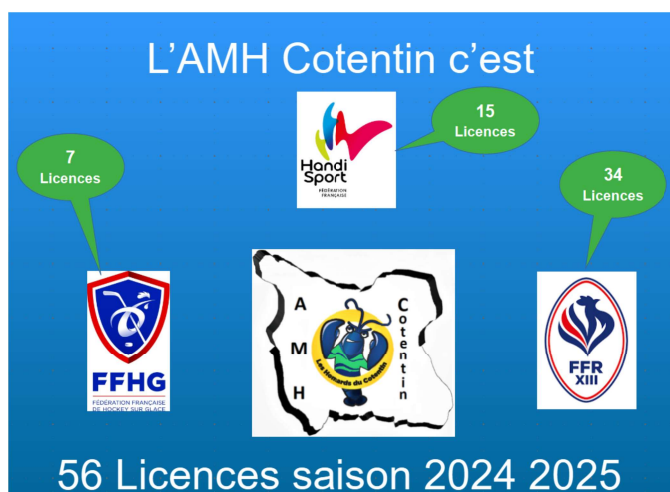 L'AMH Cotentin c'est
15
Licences
7
Licences
Handi
Sport
FÉDÉRATION
FRANÇAISE
34
Licences
FFHG
FÉDÉRATION FRANÇAISE
DE HOCKEY SUR GLACE
A
M
H
Cotentin
Les Homards du Cotentin
FFR
XIII
56 Licences saison 2024 2025